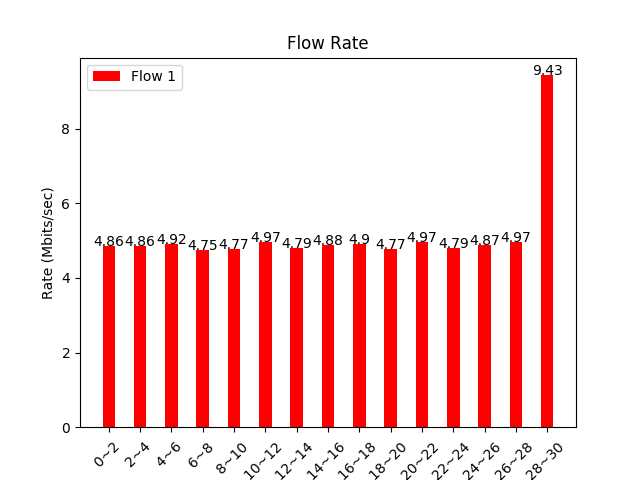 Flow Rate
Flow 1
Rate (Mbits/sec)
8
6
4
2
0
4.86 4.86 4.92 4.75 4.77 4.97 4.79 4.88 4.9 4.77 4.97 4.79 4.87 4.97 9.43
0~2 2~4 4~6 6~8 8~10 10~12 12~14 14~16 16~18 18~20 20~22 22~24 24~26 26~28 28~30